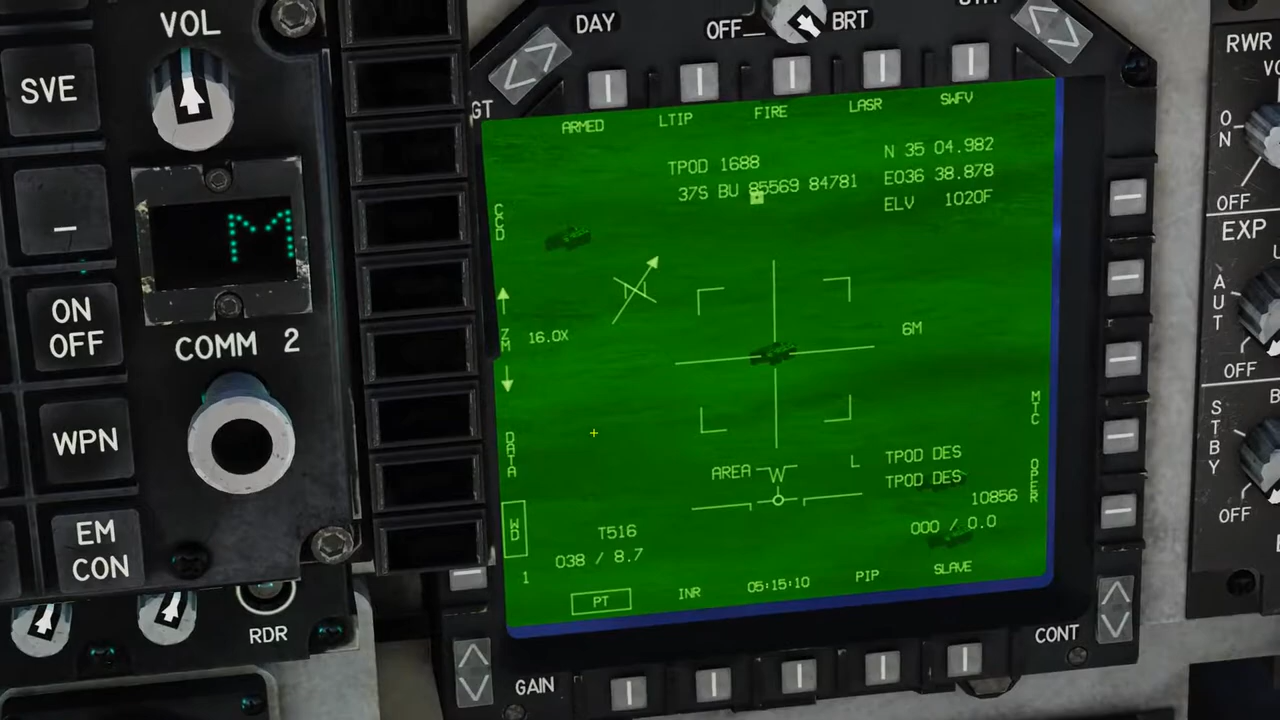 VOL
DAY
OFF
BRT
RWR
GT
SVE
ARMED
LTIP
FIRE
LASR
SWFV
TPOD 1688
N 35 04.982
37S BU 85569 84781
E036 38.878
ELV 1020F
CCD
ON
OFF
EXP
M
N
ZM
16.0X
6M
ON
OFF
COMM 2
AUT
OFF
MTC
WPN
DATA
AREA
W
L
TPOD DES
TPOD DES
OPER
10856
STBY
OFF
WD
T516
000 / 0.0
038 / 8.7
EM
CON
1
PT
INR
05:15:10
PIP
SLAVE
RDR
CONT
GAIN